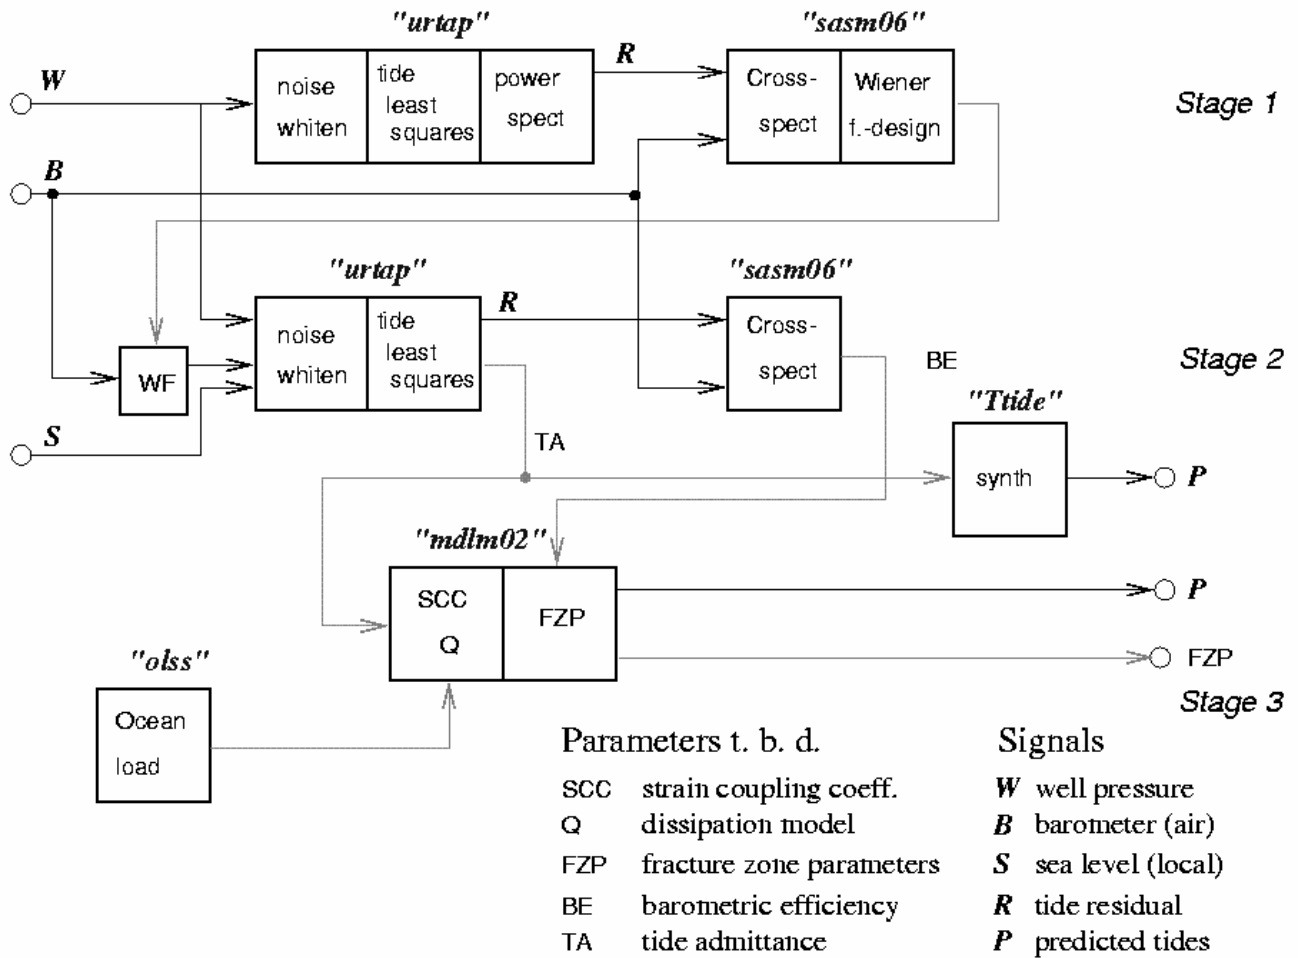 "urtap"
"sasm06"
W
noise
whiten
tide
least
squares
power
spect
R
Cross-
spect
Wiener
f.-design
Stage 1
B
"urtap"
"sasm06"
noise
whiten
tide
least
squares
R
Cross-
spect
BE
Stage 2
WF
"Ttide"
S
TA
synth
P
"mdlm02"
SCC
Q
FZP
P
FZP
"olss"
Ocean
load
Stage 3
Parameters t. b. d.
SCC strain coupling coeff.
Q dissipation model
FZP fracture zone parameters
BE barometric efficiency
TA tide admittance
Signals
W well pressure
B barometer (air)
S sea level (local)
R tide residual
P predicted tides